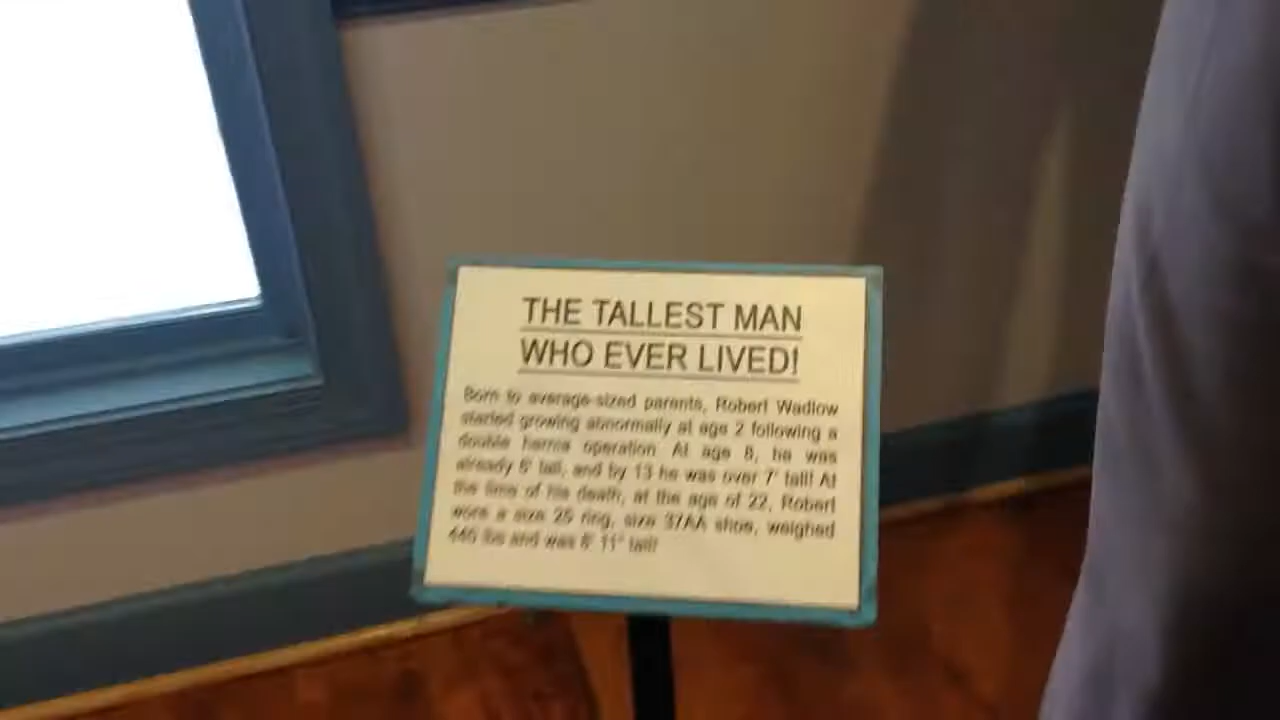 THE TALLEST MAN
WHO EVER LIVED!
Born to average-sized parents, Robert Wadlow
started growing abnormally at age 2 following a
double hernia operation. At age 8, he was
already 6' tall, and by 13 he was over 7' tall! At
the time of his death, at the age of 22, Robert
wore a size 25 ring, size 37AA shoe, weighed
440 lbs and was 8' 11" tall!